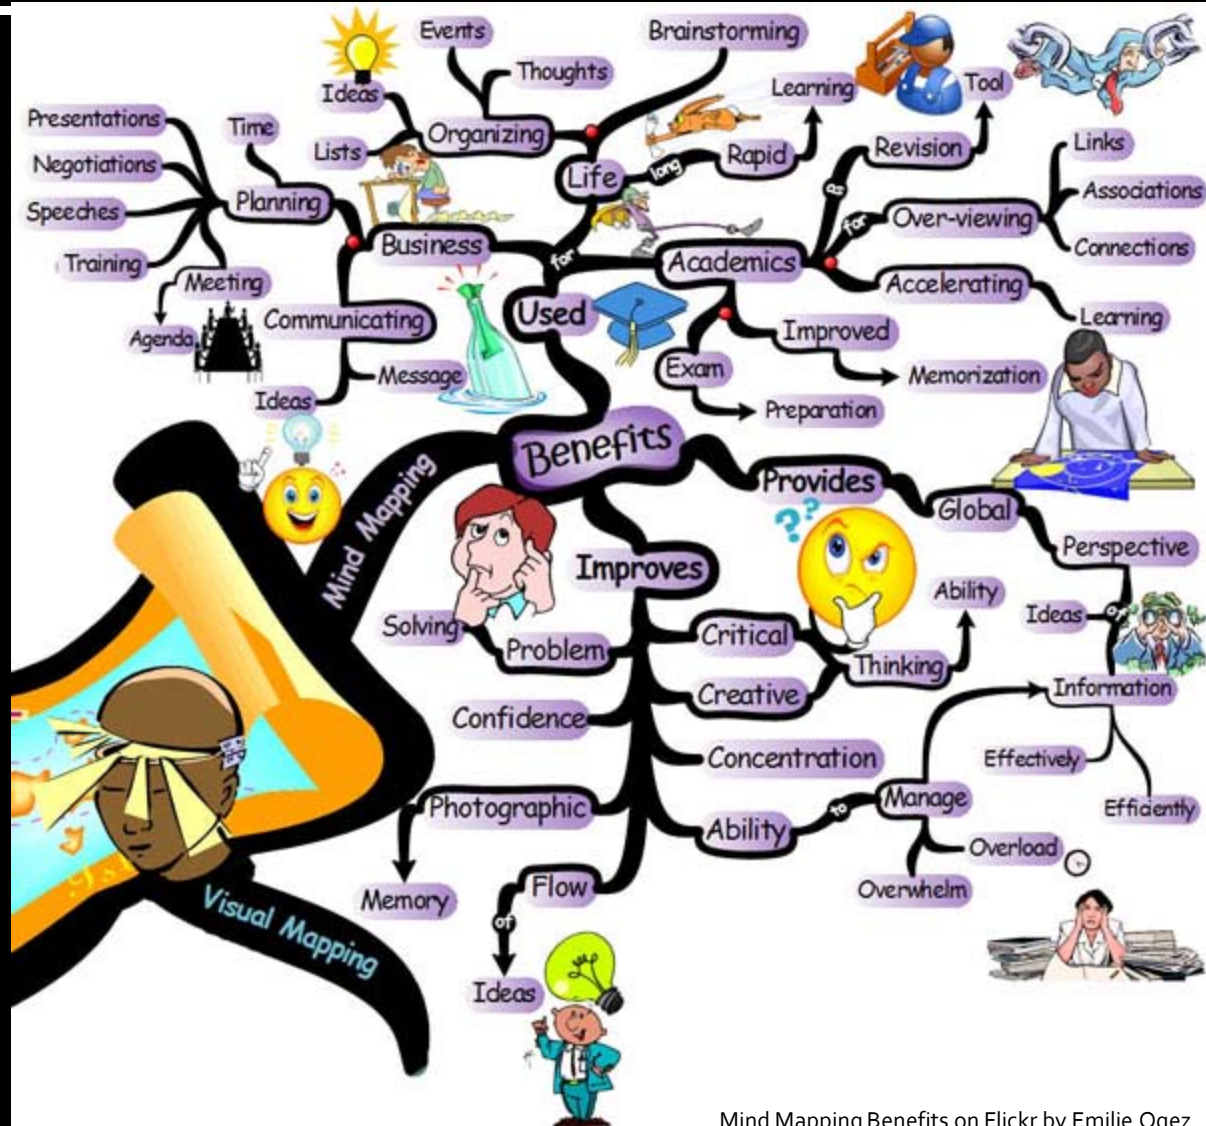 Events
Brainstorming
Thoughts
Ideas
Learning
Tool
Presentations
Time
Organizing
Lists
Rapid
Revision
Links
Negotiations
Life
long
as
Associations
Speeches
Planning
for
Over-viewing
Business
Connections
Training
for
Academics
Meeting
Accelerating
Used
Communicating
Learning
Agenda
Improved
Exam
Message
Memorization
Ideas
Preparation
Benefits
Mind Mapping
Provides
Global
??
Perspective
Improves
Ability
Ideas
of
Solving
Critical
Problem
Thinking
Creative
Information
Confidence
Concentration
Effectively
Photographic
to
Manage
Efficiently
Ability
Overload
Memory
Flow
Overwhelm
Visual Mapping
of
Ideas
Mind Mapping Benefits on Flickr by Emilie Ogez